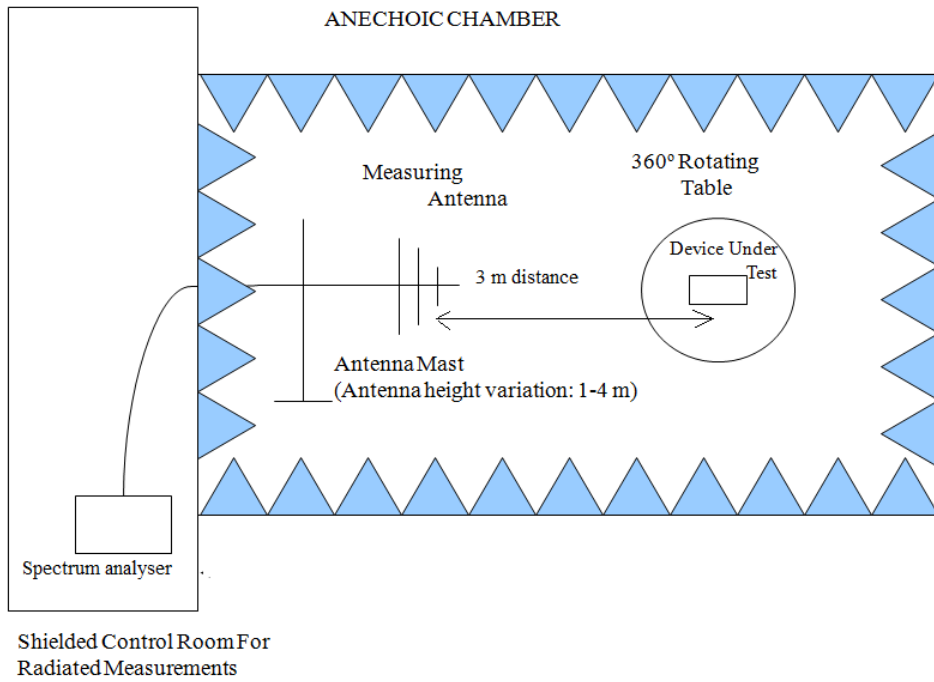 ANECHOIC CHAMBER
Measuring
Antenna
360º Rotating
Table
Device Under
Test
3 m distance
Antenna Mast
(Antenna height variation: 1-4 m)
Spectrum analyser
Shielded Control Room For
Radiated Measurements